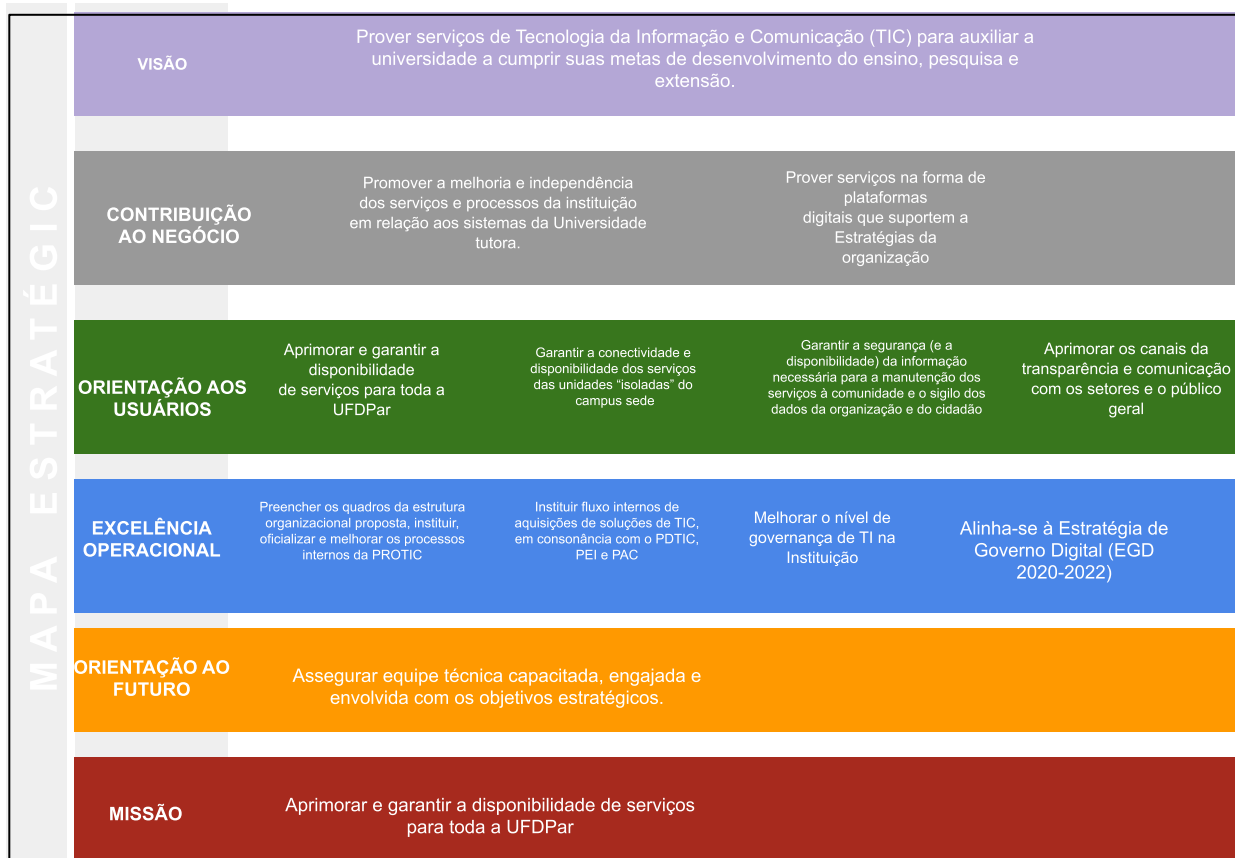 MAPA ESTRATÉGIC
VISÃO
Prover serviços de Tecnologia da Informação e Comunicação (TIC) para auxiliar a
universidade a cumprir suas metas de desenvolvimento do ensino, pesquisa e
extensão.
CONTRIBUIÇÃO
AO NEGÓCIO
Promover a melhoria e independência
dos serviços e processos da instituição
em relação aos sistemas da Universidade
tutora.
Prover serviços na forma de
plataformas
digitais que suportem a
Estratégias da
organização
ORIENTAÇÃO AOS
USUÁRIOS
Aprimorar e garantir a
disponibilidade
de serviços para toda a
UFDPar
Garantir a conectividade e
disponibilidade dos serviços
das unidades “isoladas” do
campus sede
Garantir a segurança (e a
disponibilidade) da informação
necessária para a manutenção dos
serviços à comunidade e o sigilo dos
dados da organização e do cidadão
Aprimorar os canais da
transparência e comunicação
com os setores e o público
geral
EXCELÊNCIA
OPERACIONAL
Preencher os quadros da estrutura
organizacional proposta, instituir,
oficializar e melhorar os processos
internos da PROTIC
Instituir fluxo internos de
aquisições de soluções de TIC,
em consonância com o PDTIC,
PEI e PAC
Melhorar o nível de
governança de TI na
Instituição
Alinha-se à Estratégia de
Governo Digital (EGD
2020-2022)
ORIENTAÇÃO AO
FUTURO
Assegurar equipe técnica capacitada, engajada e
envolvida com os objetivos estratégicos.
MISSÃO
Aprimorar e garantir a disponibilidade de serviços
para toda a UFDPar